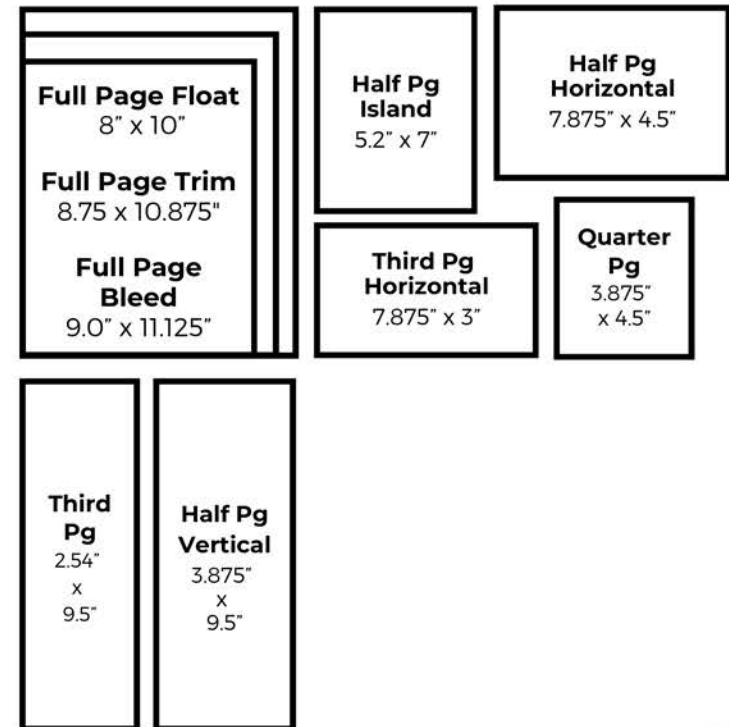 Full Page Float
8” x 10”
Full Page Trim
8.75 x 10.875"
Full Page
Bleed
9.0” x 11.125”
Half Pg
Island
5.2” x 7”
Half Pg
Horizontal
7.875” x 4.5”
Third Pg
Horizontal
7.875” x 3”
Quarter
Pg
3.875”
x 4.5”
Third
Pg
2.54”
x
9.5”
Half Pg
Vertical
3.875”
x
9.5”